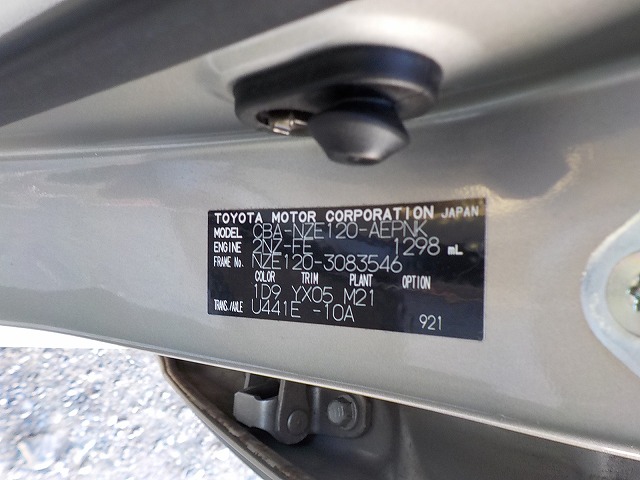 TOYOTA MOTOR CORPORATION JAPAN
MODEL CBA-NZE120-AEPNK
ENGINE 2NZ-FE 1298 mL
FRAME No. NZE120-3083546
COLOR TRIM PLANT OPTION
1D9 YX05 M21
TRANS./AXLE U441E -10A
921